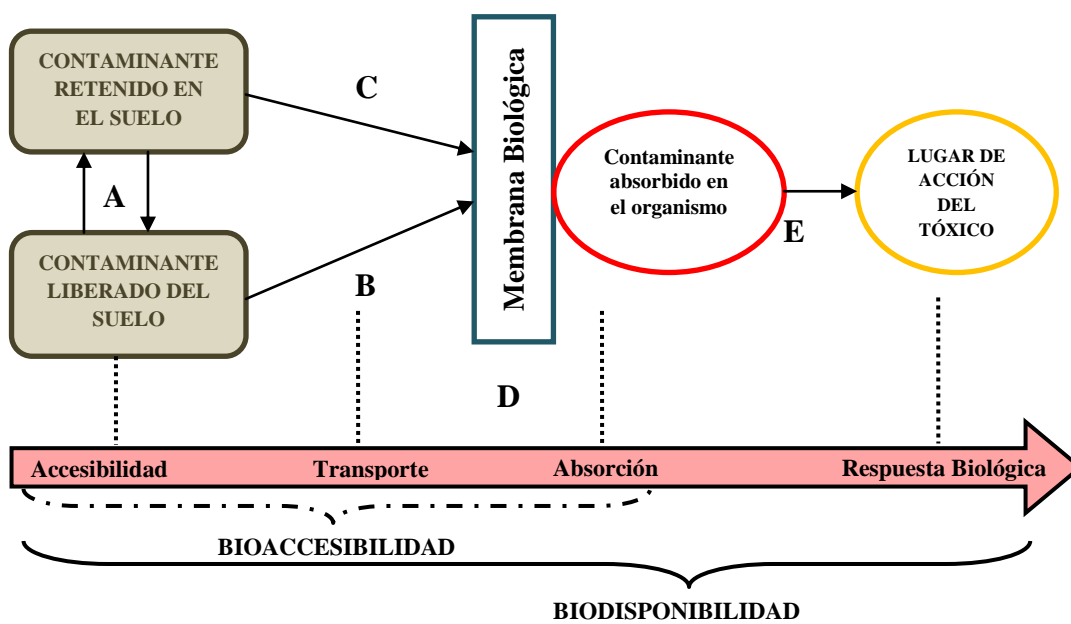 CONTAMINANTE
RETENIDO EN
EL SUELO
C
Membrana Biológica
Contaminante
absorbido en
el organismo
LUGAR DE
ACCIÓN
DEL
TÓXICO
A
E
CONTAMINANTE
LIBERADO DEL
SUELO
B
D
Accesibilidad
Transporte
Absorción
Respuesta Biológica
BIOACCESIBILIDAD
BIODISPONIBILIDAD